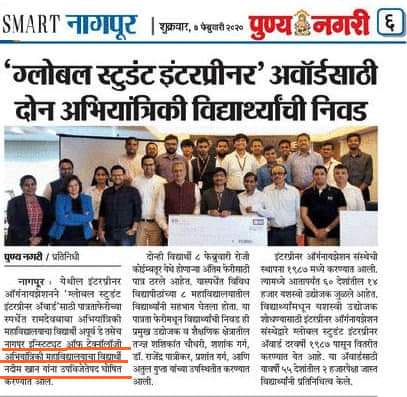 SMART नागपूर
शुक्रवार, ७ फेब्रुवारी २०२०
पुण्य नगरी
६
'ग्लोबल स्टुडंट इंटरप्रीनर' अवॉर्डसाठी
दोन अभियांत्रिकी विद्यार्थ्यांची निवड
पुण्य नगरी / प्रतिनिधी
नागपूर : येथील इंटरप्रीनर
ऑर्गनायझेशनने 'ग्लोबल स्टुडंट
इंटरप्रीनर अॅवार्ड'साठी पात्रताफेरीच्या
स्पर्धेत रामदेवबाबा अभियांत्रिकी
महाविद्यालयाचा विद्यार्थी अपूर्व डे तसेच
नागपूर इन्स्टिट्यूट ऑफ टेक्नॉलॉजी
अभियांत्रिकी महाविद्यालयाचा विद्यार्थी
नदीम खान यांना उपविजेतेपद घोषित
करण्यात आले.
दोन्ही विद्यार्थी ८ फेब्रुवारी रोजी
कोईम्बतूर येथे होणाऱ्या अंतिम फेरीसाठी
पात्र ठरले आहेत. यास्पर्धेत विविध
विद्यापीठांच्या ८ महाविद्यालयातील
विद्यार्थ्यांनी सहभाग घेतला होता. या
पात्रता फेरीमधून विद्यार्थ्यांची निवड ही
प्रमुख उद्योजक व शैक्षणिक क्षेत्रातील
तज्ज्ञ शशिकांत चौधरी, शशांक गर्ग,
डॉ. राजेंद्र पात्रीकर, प्रशांत गर्ग, आणि
अतुल गुप्ता यांच्या उपस्थितीत करण्यात
आली.
इंटरप्रीनर ऑर्गनायझेशन संस्थेची
स्थापना १९८७ मध्ये करण्यात आली.
त्यामध्ये आतापर्यंत ६० देशांतील १४
हजार यशस्वी उद्योजक जुळले आहेत.
विद्यार्थ्यांमधून यशस्वी उद्योजक
शोधण्यासाठी इंटरप्रीनर ऑर्गनायझेशन
संस्थेद्वारे ग्लोबल स्टुडंट इंटरप्रीनर
अॅवॉर्ड दरवर्षी १९८७ पासून वितरीत
करण्यात येते. या अॅवॉर्डसाठी
यावर्षी ५५ देशांतील २ हजारपेक्षा जास्त
विद्यार्थ्यांनी प्रतिनिधित्व केले.